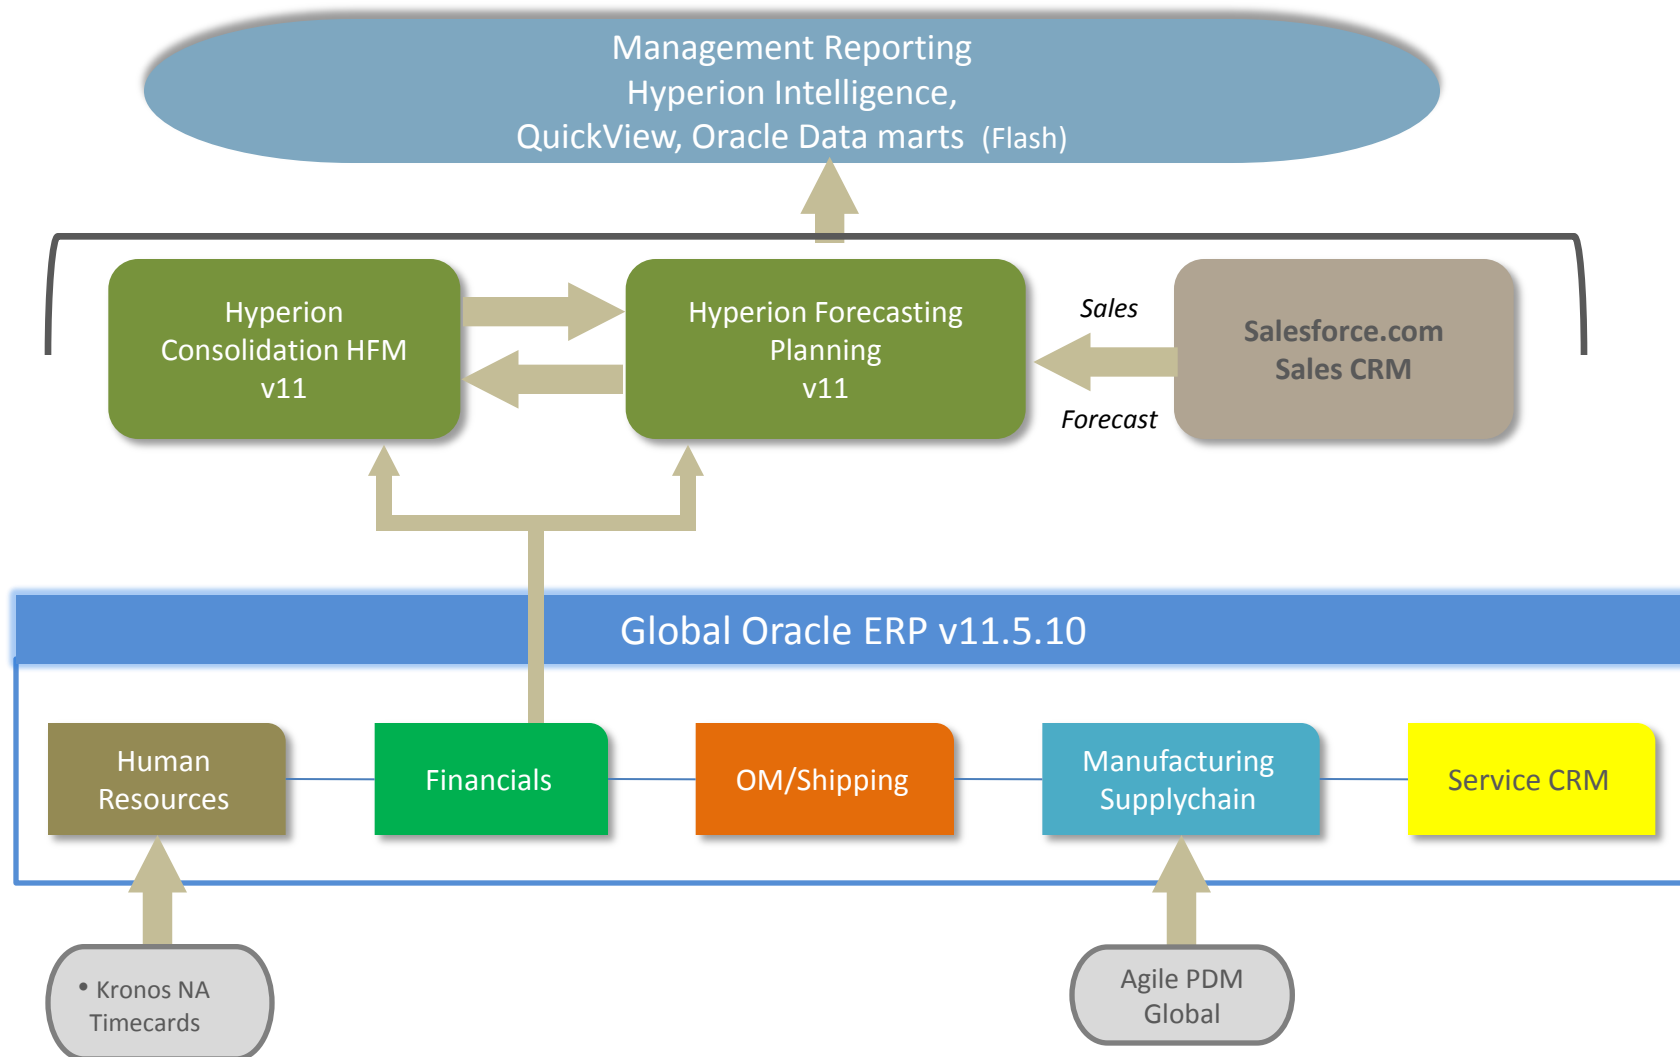 Management Reporting
Hyperion Intelligence,
QuickView, Oracle Data marts (Flash)
Hyperion
Consolidation HFM
v11
Hyperion Forecasting
Planning
v11
Sales
Forecast
Salesforce.com
Sales CRM
Global Oracle ERP v11.5.10
Human
Resources
Financials
OM/Shipping
Manufacturing
Supplychain
Service CRM
• Kronos NA
Timecards
Agile PDM
Global